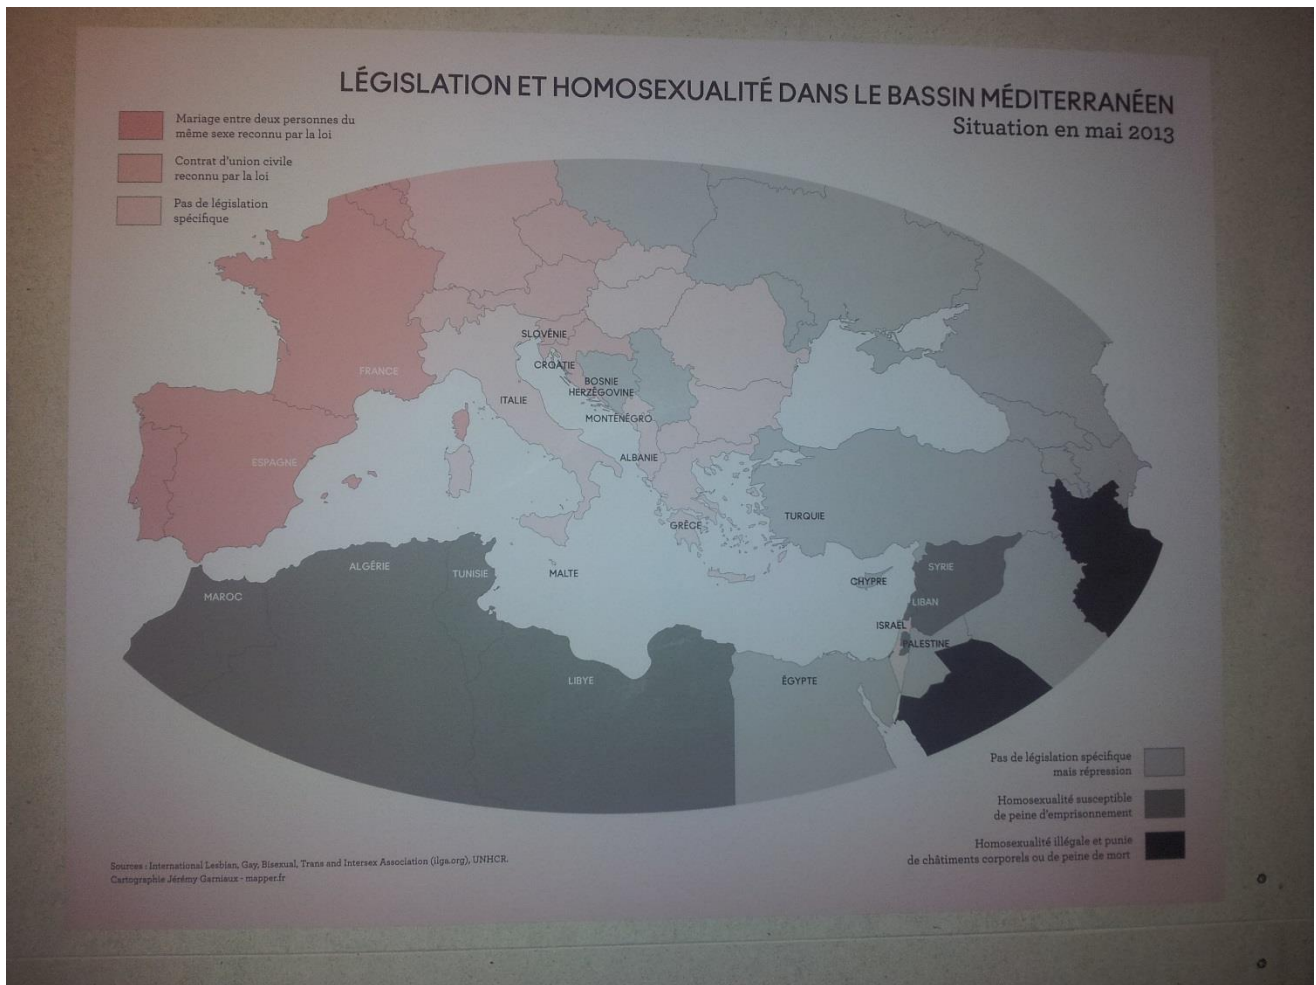 LÉGISLATION ET HOMOSEXUALITÉ DANS LE BASSIN MÉDITERRANÉEN
Situation en mai 2013
Mariage entre deux personnes du
même sexe reconnu par la loi
Contrat d'union civile
reconnu par la loi
Pas de législation
spécifique
SLOVÉNIE
CROATIE
FRANCE
BOSNIE
HERZÉGOVINE
ITALIE
MONTÉNÉGRO
ESPAGNE
ALBANIE
TURQUIE
GRÈCE
ALGÉRIE
TUNISIE
MALTE
SYRIE
CHYPRE
MAROC
LIBAN
ISRAËL
PALESTINE
LIBYE
ÉGYPTE
Pas de législation spécifique
mais répression
Homosexualité susceptible
de peine d'emprisonnement
Homosexualité illégale et punie
de châtiments corporels ou de peine de mort
Sources : International Lesbian, Gay, Bisexual, Trans and Intersex Association (ilga.org), UNHCR.
Cartographie Jérémy Garniaux - mapper.fr